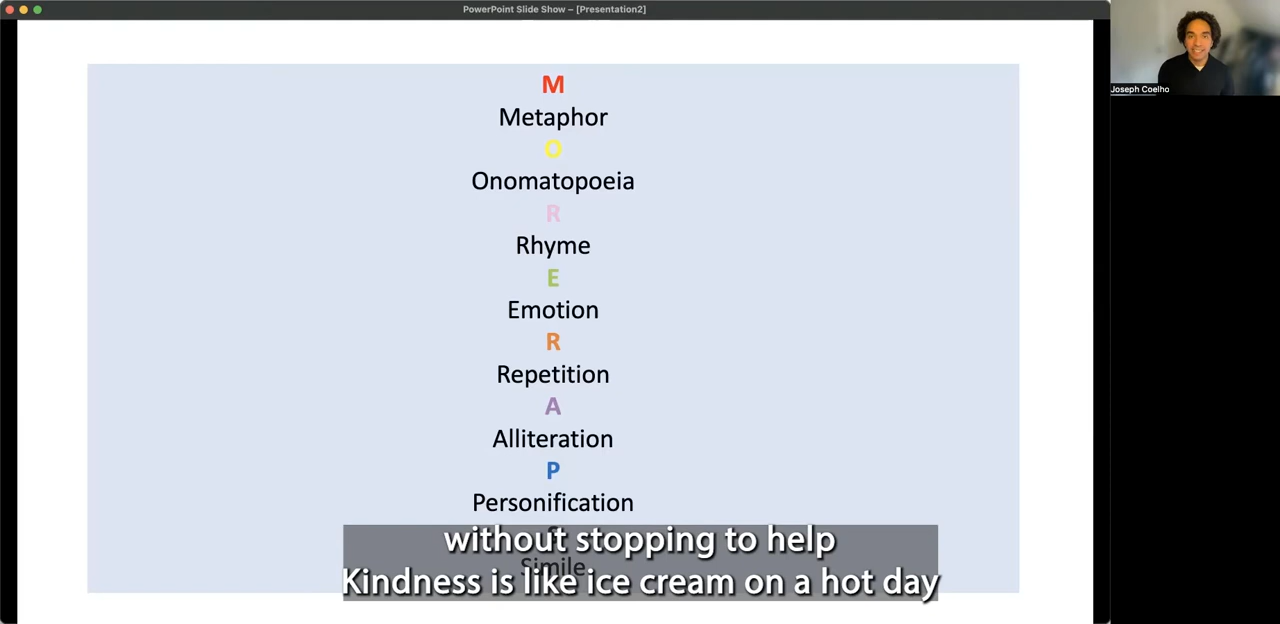 PowerPoint Slide Show – [Presentation2]
Joseph Coelho
M
Metaphor
O
Onomatopoeia
R
Rhyme
E
Emotion
R
Repetition
A
Alliteration
P
Personification
Simile
without stopping to help
Kindness is like ice cream on a hot day